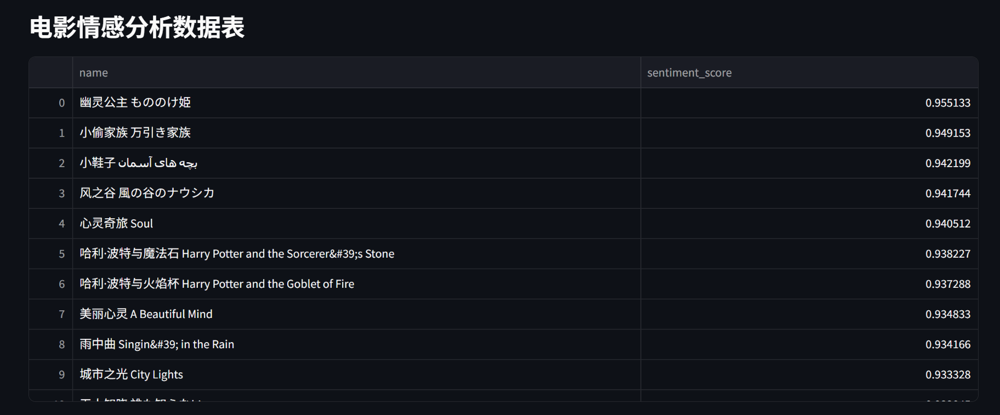 电影情感分析数据表
name sentiment_score
0 幽灵公主 もののけ姫 0.955133
1 小偷家族 万引き家族 0.949153
2 小鞋子 بچه های آسمان 0.942199
3 风之谷 風の谷のナウシカ 0.941744
4 心灵奇旅 Soul 0.940512
5 哈利·波特与魔法石 Harry Potter and the Sorcerer&#39;s Stone 0.938227
6 哈利·波特与火焰杯 Harry Potter and the Goblet of Fire 0.937288
7 美丽心灵 A Beautiful Mind 0.934833
8 雨中曲 Singin&#39; in the Rain 0.934166
9 城市之光 City Lights 0.933328